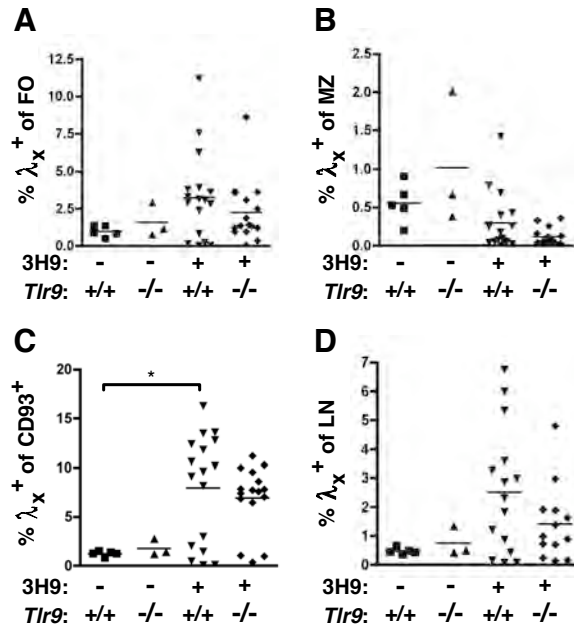 A
% λx+ of FO
12.5
10.0
7.5
5.0
2.5
0.0
3H9: - - + +
Tlr9: +/+ -/- +/+ -/-
B
% λx+ of MZ
2.5
2.0
1.5
1.0
0.5
0.0
- - + +
+/+ -/- +/+ -/-
C
% λx+ of CD93+
20
15
10
5
0
*
3H9: - - + +
Tlr9: +/+ -/- +/+ -/-
D
% λx+ of LN
7
6
5
4
3
2
1
0
3H9: - - + +
Tlr9: +/+ -/- +/+ -/-